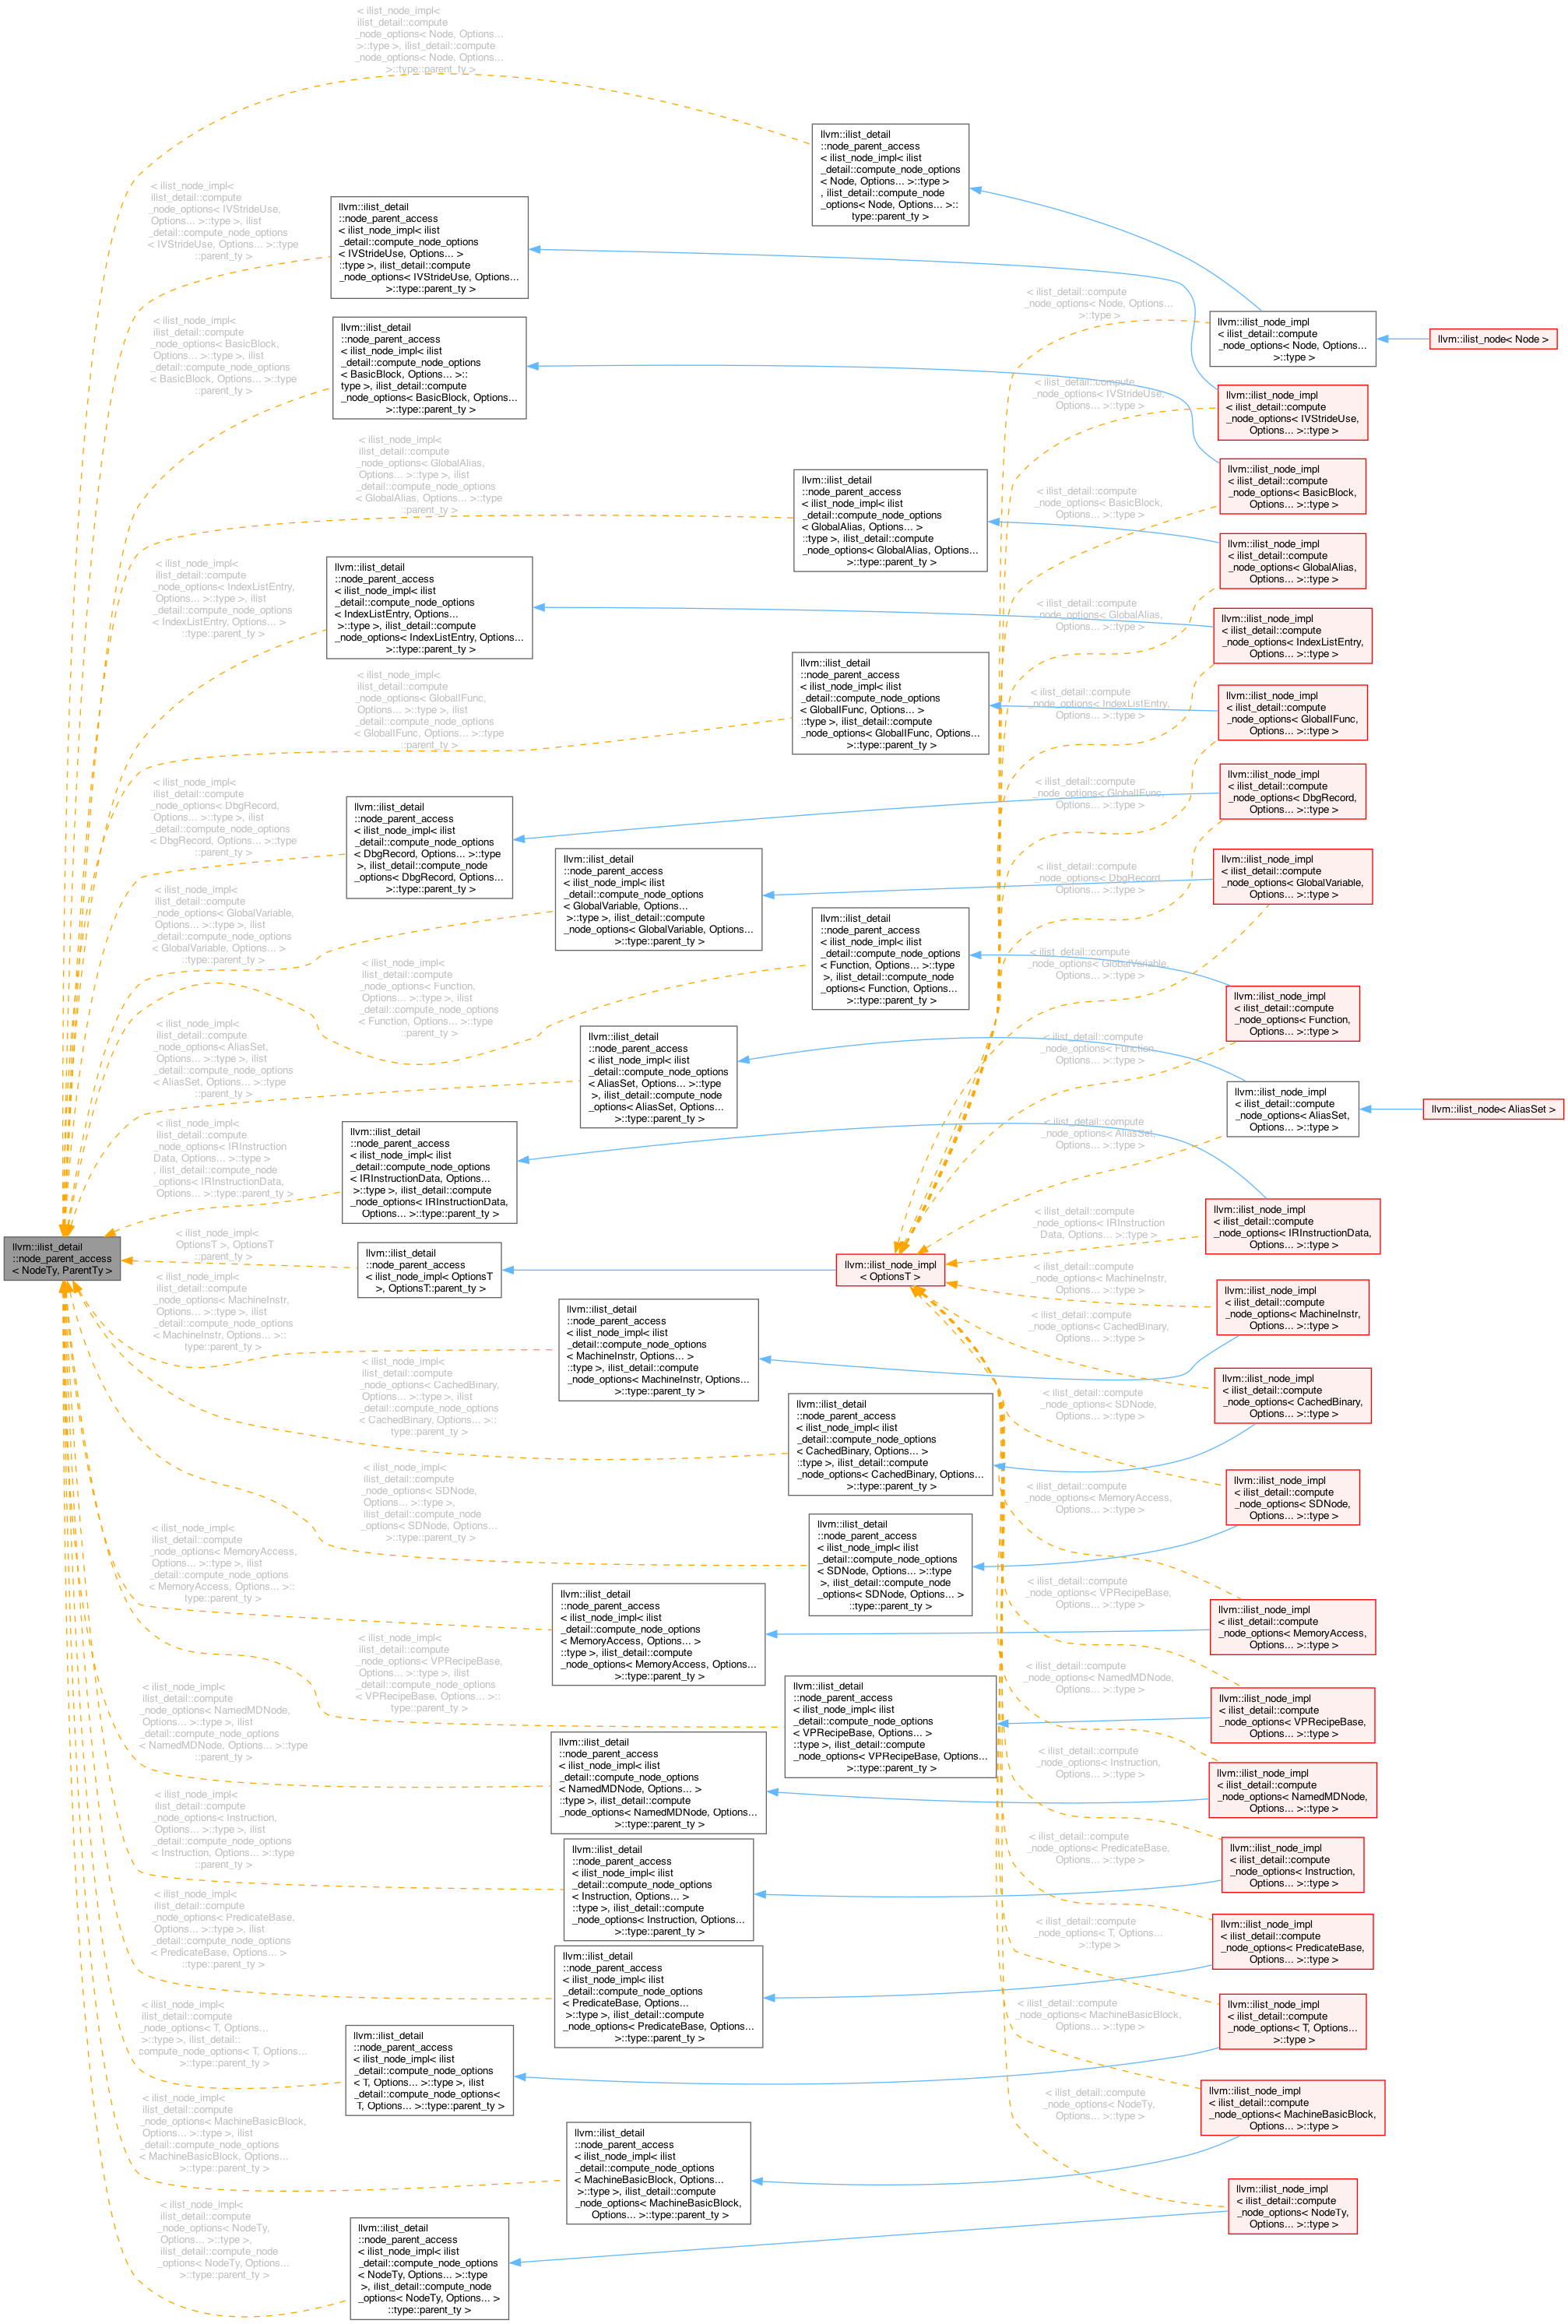 < ilist_node_impl<
ilist_detail::compute
_node_options< Node, Options...
>::type >, ilist_detail::compute
_node_options< Node, Options...
>::type::parent_ty >
llvm::ilist_detail
::node_parent_access
< ilist_node_impl< ilist
_detail::compute_node_options
< Node, Options... >::type >
, ilist_detail::compute_node
_options< Node, Options... >::
type::parent_ty >
< ilist_node_impl<
ilist_detail::compute
_node_options< IVStrideUse,
Options... >::type >, ilist
_detail::compute_node_options
< IVStrideUse, Options... >::type
::parent_ty >
llvm::ilist_detail
::node_parent_access
< ilist_node_impl< ilist
_detail::compute_node_options
< IVStrideUse, Options... >
::type >, ilist_detail::compute
_node_options< IVStrideUse, Options...
>::type::parent_ty >
< ilist_node_impl<
ilist_detail::compute
_node_options< BasicBlock,
Options... >::type >, ilist
_detail::compute_node_options
< BasicBlock, Options... >::type
::parent_ty >
llvm::ilist_detail
::node_parent_access
< ilist_node_impl< ilist
_detail::compute_node_options
< BasicBlock, Options... >::
type >, ilist_detail::compute
_node_options< BasicBlock, Options...
>::type::parent_ty >
< ilist_node_impl<
ilist_detail::compute
_node_options< GlobalAlias,
Options... >::type >, ilist
_detail::compute_node_options
< GlobalAlias, Options... >::type
::parent_ty >
llvm::ilist_detail
::node_parent_access
< ilist_node_impl< ilist
_detail::compute_node_options
< GlobalAlias, Options... >
::type >, ilist_detail::compute
_node_options< GlobalAlias, Options...
>::type::parent_ty >
< ilist_node_impl<
ilist_detail::compute
_node_options< IndexListEntry,
Options... >::type >, ilist
_detail::compute_node_options
< IndexListEntry, Options... >
::type::parent_ty >
llvm::ilist_detail
::node_parent_access
< ilist_node_impl< ilist
_detail::compute_node_options
< IndexListEntry, Options...
>::type >, ilist_detail::compute
_node_options< IndexListEntry, Options...
>::type::parent_ty >
< ilist_node_impl<
ilist_detail::compute
_node_options< GlobalIFunc,
Options... >::type >, ilist
_detail::compute_node_options
< GlobalIFunc, Options... >::type
::parent_ty >
llvm::ilist_detail
::node_parent_access
< ilist_node_impl< ilist
_detail::compute_node_options
< GlobalIFunc, Options... >
::type >, ilist_detail::compute
_node_options< GlobalIFunc, Options...
>::type::parent_ty >
< ilist_node_impl<
ilist_detail::compute
_node_options< DbgRecord,
Options... >::type >, ilist
_detail::compute_node_options
< DbgRecord, Options... >::type
::parent_ty >
llvm::ilist_detail
::node_parent_access
< ilist_node_impl< ilist
_detail::compute_node_options
< DbgRecord, Options... >::type
>, ilist_detail::compute_node
_options< DbgRecord, Options...
>::type::parent_ty >
< ilist_node_impl<
ilist_detail::compute
_node_options< GlobalVariable,
Options... >::type >, ilist
_detail::compute_node_options
< GlobalVariable, Options... >
::type::parent_ty >
llvm::ilist_detail
::node_parent_access
< ilist_node_impl< ilist
_detail::compute_node_options
< GlobalVariable, Options...
>::type >, ilist_detail::compute
_node_options< GlobalVariable, Options...
>::type::parent_ty >
< ilist_node_impl<
ilist_detail::compute
_node_options< Function,
Options... >::type >, ilist
_detail::compute_node_options
< Function, Options... >::type
::parent_ty >
llvm::ilist_detail
::node_parent_access
< ilist_node_impl< ilist
_detail::compute_node_options
< Function, Options... >::type
>, ilist_detail::compute_node
_options< Function, Options...
>::type::parent_ty >
< ilist_node_impl<
ilist_detail::compute
_node_options< AliasSet,
Options... >::type >, ilist
_detail::compute_node_options
< AliasSet, Options... >::type
::parent_ty >
llvm::ilist_detail
::node_parent_access
< ilist_node_impl< ilist
_detail::compute_node_options
< AliasSet, Options... >::type
>, ilist_detail::compute_node
_options< AliasSet, Options...
>::type::parent_ty >
< ilist_node_impl<
ilist_detail::compute
_node_options< IRInstruction
Data, Options... >::type >
, ilist_detail::compute_node
_options< IRInstructionData,
Options... >::type::parent_ty >
llvm::ilist_detail
::node_parent_access
< ilist_node_impl< ilist
_detail::compute_node_options
< IRInstructionData, Options...
>::type >, ilist_detail::compute
_node_options< IRInstructionData,
Options... >::type::parent_ty >
llvm::ilist_detail
::node_parent_access
< NodeTy, ParentTy >
< ilist_node_impl<
OptionsT >, OptionsT
::parent_ty >
llvm::ilist_detail
::node_parent_access
< ilist_node_impl< OptionsT
>, OptionsT::parent_ty >
llvm::ilist_node_impl
< OptionsT >
< ilist_node_impl<
ilist_detail::compute
_node_options< MachineInstr,
Options... >::type >, ilist
_detail::compute_node_options
< MachineInstr, Options... >::
type::parent_ty >
llvm::ilist_detail
::node_parent_access
< ilist_node_impl< ilist
_detail::compute_node_options
< MachineInstr, Options... >
::type >, ilist_detail::compute
_node_options< MachineInstr, Options...
>::type::parent_ty >
< ilist_node_impl<
ilist_detail::compute
_node_options< CachedBinary,
Options... >::type >, ilist
_detail::compute_node_options
< CachedBinary, Options... >::
type::parent_ty >
llvm::ilist_detail
::node_parent_access
< ilist_node_impl< ilist
_detail::compute_node_options
< CachedBinary, Options... >
::type >, ilist_detail::compute
_node_options< CachedBinary, Options...
>::type::parent_ty >
< ilist_node_impl<
ilist_detail::compute
_node_options< SDNode,
Options... >::type >,
ilist_detail::compute_node
_options< SDNode, Options...
>::type::parent_ty >
llvm::ilist_detail
::node_parent_access
< ilist_node_impl< ilist
_detail::compute_node_options
< SDNode, Options... >::type
>, ilist_detail::compute_node
_options< SDNode, Options... >
::type::parent_ty >
< ilist_node_impl<
ilist_detail::compute
_node_options< MemoryAccess,
Options... >::type >, ilist
_detail::compute_node_options
< MemoryAccess, Options... >::
type::parent_ty >
llvm::ilist_detail
::node_parent_access
< ilist_node_impl< ilist
_detail::compute_node_options
< MemoryAccess, Options... >
::type >, ilist_detail::compute
_node_options< MemoryAccess, Options...
>::type::parent_ty >
< ilist_node_impl<
ilist_detail::compute
_node_options< VPRecipeBase,
Options... >::type >, ilist
_detail::compute_node_options
< VPRecipeBase, Options... >::
type::parent_ty >
llvm::ilist_detail
::node_parent_access
< ilist_node_impl< ilist
_detail::compute_node_options
< VPRecipeBase, Options... >
::type >, ilist_detail::compute
_node_options< VPRecipeBase, Options...
>::type::parent_ty >
< ilist_node_impl<
ilist_detail::compute
_node_options< NamedMDNode,
Options... >::type >, ilist
_detail::compute_node_options
< NamedMDNode, Options... >::type
::parent_ty >
llvm::ilist_detail
::node_parent_access
< ilist_node_impl< ilist
_detail::compute_node_options
< NamedMDNode, Options... >
::type >, ilist_detail::compute
_node_options< NamedMDNode, Options...
>::type::parent_ty >
< ilist_node_impl<
ilist_detail::compute
_node_options< Instruction,
Options... >::type >, ilist
_detail::compute_node_options
< Instruction, Options... >::type
::parent_ty >
llvm::ilist_detail
::node_parent_access
< ilist_node_impl< ilist
_detail::compute_node_options
< Instruction, Options... >
::type >, ilist_detail::compute
_node_options< Instruction, Options...
>::type::parent_ty >
< ilist_node_impl<
ilist_detail::compute
_node_options< PredicateBase,
Options... >::type >, ilist
_detail::compute_node_options
< PredicateBase, Options... >
::type::parent_ty >
llvm::ilist_detail
::node_parent_access
< ilist_node_impl< ilist
_detail::compute_node_options
< PredicateBase, Options...
>::type >, ilist_detail::compute
_node_options< PredicateBase, Options...
>::type::parent_ty >
< ilist_node_impl<
ilist_detail::compute
_node_options< T, Options...
>::type >, ilist_detail::
compute_node_options< T, Options...
>::type::parent_ty >
llvm::ilist_detail
::node_parent_access
< ilist_node_impl< ilist
_detail::compute_node_options
< T, Options... >::type >, ilist
_detail::compute_node_options<
T, Options... >::type::parent_ty >
< ilist_node_impl<
ilist_detail::compute
_node_options< MachineBasicBlock,
Options... >::type >, ilist
_detail::compute_node_options
< MachineBasicBlock, Options...
>::type::parent_ty >
llvm::ilist_detail
::node_parent_access
< ilist_node_impl< ilist
_detail::compute_node_options
< MachineBasicBlock, Options...
>::type >, ilist_detail::compute
_node_options< MachineBasicBlock,
Options... >::type::parent_ty >
< ilist_node_impl<
ilist_detail::compute
_node_options< NodeTy,
Options... >::type >,
ilist_detail::compute_node
_options< NodeTy, Options...
>::type::parent_ty >
llvm::ilist_detail
::node_parent_access
< ilist_node_impl< ilist
_detail::compute_node_options
< NodeTy, Options... >::type
>, ilist_detail::compute_node
_options< NodeTy, Options... >
::type::parent_ty >
< ilist_detail::compute
_node_options< Node, Options...
>::type >
llvm::ilist_node_impl
< ilist_detail::compute
_node_options< Node, Options...
>::type >
llvm::ilist_node< Node >
< ilist_detail::compute
_node_options< IVStrideUse,
Options... >::type >
llvm::ilist_node_impl
< ilist_detail::compute
_node_options< IVStrideUse,
Options... >::type >
< ilist_detail::compute
_node_options< BasicBlock,
Options... >::type >
llvm::ilist_node_impl
< ilist_detail::compute
_node_options< BasicBlock,
Options... >::type >
< ilist_detail::compute
_node_options< GlobalAlias,
Options... >::type >
llvm::ilist_node_impl
< ilist_detail::compute
_node_options< GlobalAlias,
Options... >::type >
< ilist_detail::compute
_node_options< IndexListEntry,
Options... >::type >
llvm::ilist_node_impl
< ilist_detail::compute
_node_options< IndexListEntry,
Options... >::type >
< ilist_detail::compute
_node_options< GlobalIFunc,
Options... >::type >
llvm::ilist_node_impl
< ilist_detail::compute
_node_options< GlobalIFunc,
Options... >::type >
< ilist_detail::compute
_node_options< DbgRecord,
Options... >::type >
llvm::ilist_node_impl
< ilist_detail::compute
_node_options< DbgRecord,
Options... >::type >
< ilist_detail::compute
_node_options< GlobalVariable,
Options... >::type >
llvm::ilist_node_impl
< ilist_detail::compute
_node_options< GlobalVariable,
Options... >::type >
< ilist_detail::compute
_node_options< Function,
Options... >::type >
llvm::ilist_node_impl
< ilist_detail::compute
_node_options< Function,
Options... >::type >
< ilist_detail::compute
_node_options< AliasSet,
Options... >::type >
llvm::ilist_node_impl
< ilist_detail::compute
_node_options< AliasSet,
Options... >::type >
llvm::ilist_node< AliasSet >
< ilist_detail::compute
_node_options< IRInstruction
Data, Options... >::type >
llvm::ilist_node_impl
< ilist_detail::compute
_node_options< IRInstructionData,
Options... >::type >
< ilist_detail::compute
_node_options< MachineInstr,
Options... >::type >
llvm::ilist_node_impl
< ilist_detail::compute
_node_options< MachineInstr,
Options... >::type >
< ilist_detail::compute
_node_options< CachedBinary,
Options... >::type >
llvm::ilist_node_impl
< ilist_detail::compute
_node_options< CachedBinary,
Options... >::type >
< ilist_detail::compute
_node_options< SDNode,
Options... >::type >
llvm::ilist_node_impl
< ilist_detail::compute
_node_options< SDNode,
Options... >::type >
< ilist_detail::compute
_node_options< MemoryAccess,
Options... >::type >
llvm::ilist_node_impl
< ilist_detail::compute
_node_options< MemoryAccess,
Options... >::type >
< ilist_detail::compute
_node_options< VPRecipeBase,
Options... >::type >
llvm::ilist_node_impl
< ilist_detail::compute
_node_options< VPRecipeBase,
Options... >::type >
< ilist_detail::compute
_node_options< NamedMDNode,
Options... >::type >
llvm::ilist_node_impl
< ilist_detail::compute
_node_options< NamedMDNode,
Options... >::type >
< ilist_detail::compute
_node_options< Instruction,
Options... >::type >
llvm::ilist_node_impl
< ilist_detail::compute
_node_options< Instruction,
Options... >::type >
< ilist_detail::compute
_node_options< PredicateBase,
Options... >::type >
llvm::ilist_node_impl
< ilist_detail::compute
_node_options< PredicateBase,
Options... >::type >
< ilist_detail::compute
_node_options< T, Options...
>::type >
llvm::ilist_node_impl
< ilist_detail::compute
_node_options< T, Options...
>::type >
< ilist_detail::compute
_node_options< MachineBasicBlock,
Options... >::type >
llvm::ilist_node_impl
< ilist_detail::compute
_node_options< MachineBasicBlock,
Options... >::type >
< ilist_detail::compute
_node_options< NodeTy,
Options... >::type >
llvm::ilist_node_impl
< ilist_detail::compute
_node_options< NodeTy,
Options... >::type >